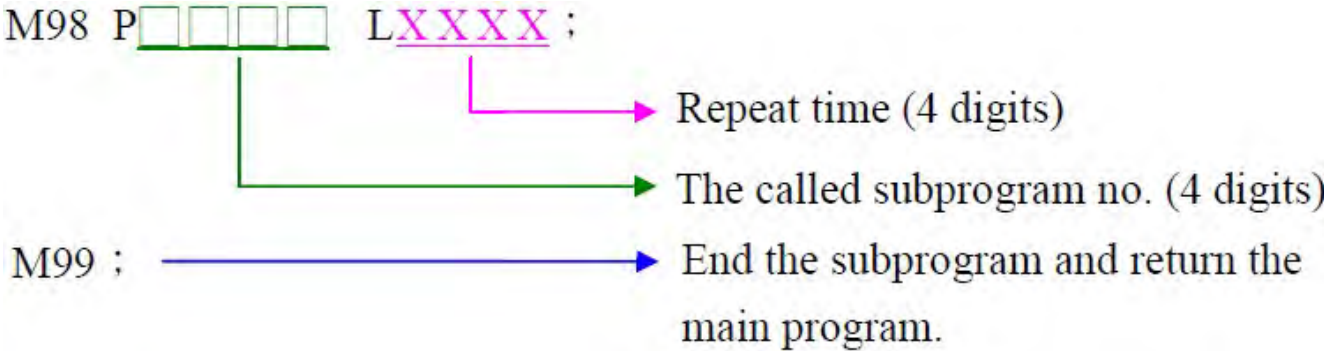 M98 P□□□□ LXXXX；
Repeat time (4 digits)
The called subprogram no. (4 digits)
M99； End the subprogram and return the
main program.